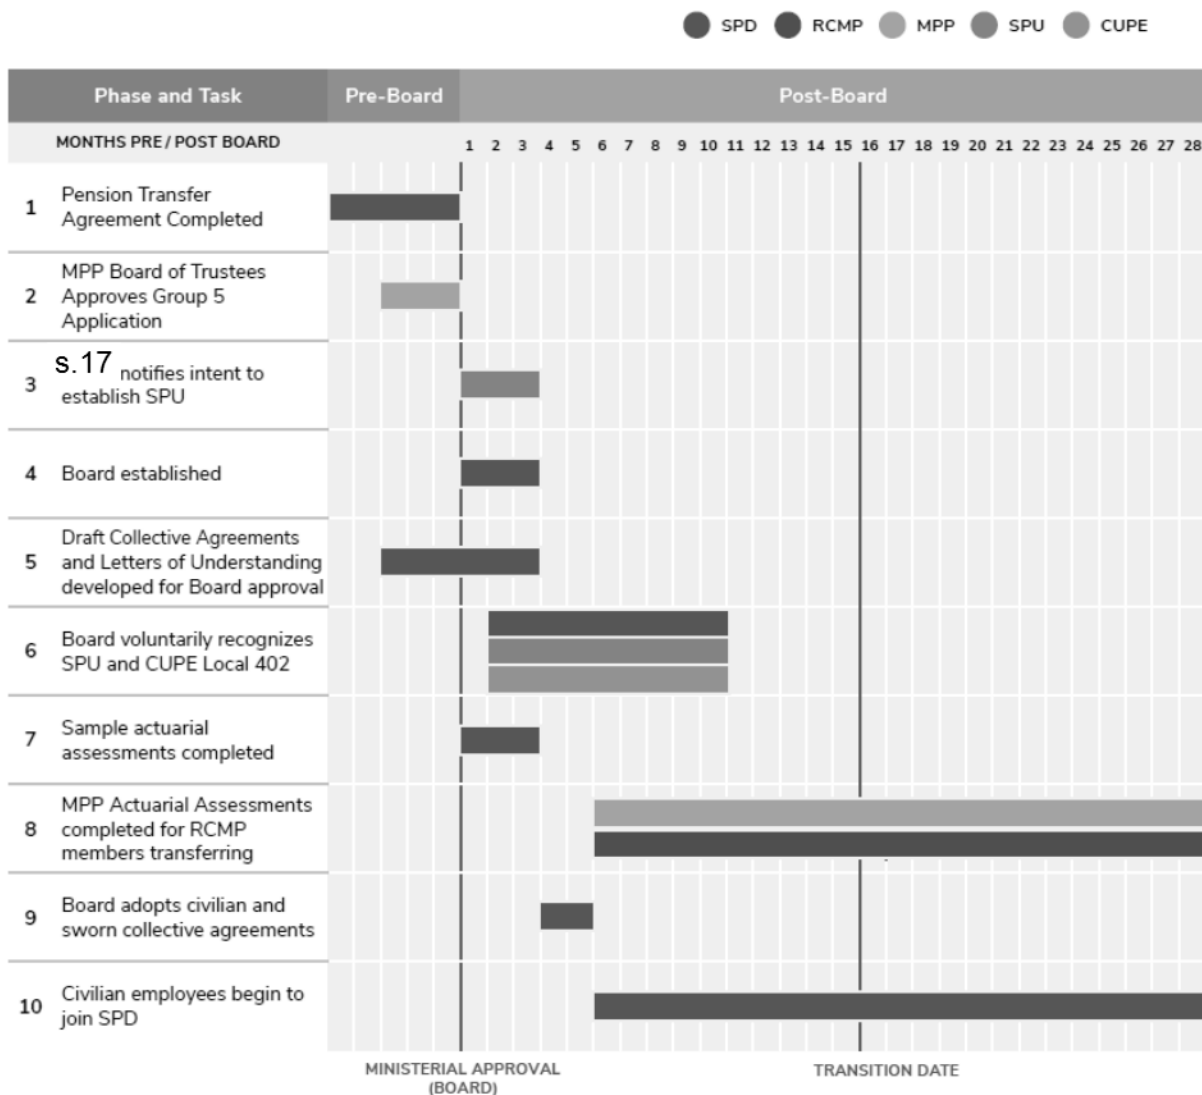 SPD RCMP MPP SPU CUPE
Phase and Task Pre-Board Post-Board
MONTHS PRE / POST BOARD 1 2 3 4 5 6 7 8 9 10 11 12 13 14 15 16 17 18 19 20 21 22 23 24 25 26 27 28
1 Pension Transfer
Agreement Completed
2 MPP Board of Trustees
Approves Group 5
Application
3 s.17 notifies intent to
establish SPU
4 Board established
5 Draft Collective Agreements
and Letters of Understanding
developed for Board approval
6 Board voluntarily recognizes
SPU and CUPE Local 402
7 Sample actuarial
assessments completed
8 MPP Actuarial Assessments
completed for RCMP
members transferring
9 Board adopts civilian and
sworn collective agreements
10 Civilian employees begin to
join SPD
MINISTERIAL APPROVAL
(BOARD)
TRANSITION DATE